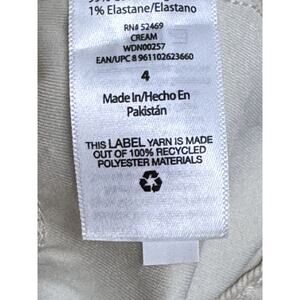 1% Elastane/Elastano
RN# 52469
CREAM
WDN00257
EAN/UPC 8 961102623660
4
Made In/Hecho En
Pakistán
THIS LABEL YARN IS MADE
OUT OF 100% RECYCLED
POLYESTER MATERIALS